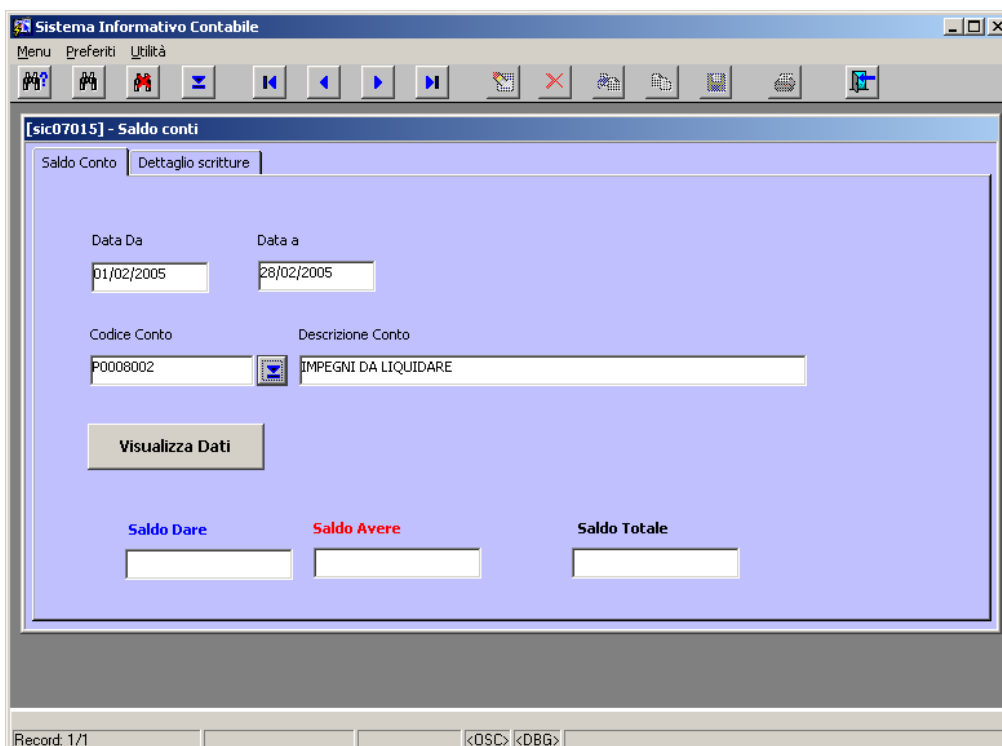 Sistema Informativo Contabile
Menu Preferiti Utilità
[sic07015] - Saldo conti
Saldo Conto Dettaglio scritture
Data Da Data a
01/02/2005 28/02/2005
Codice Conto Descrizione Conto
P0008002 IMPEGNI DA LIQUIDARE
Visualizza Dati
Saldo Dare Saldo Avere Saldo Totale
Record: 1/1 <OSC> <DBG>